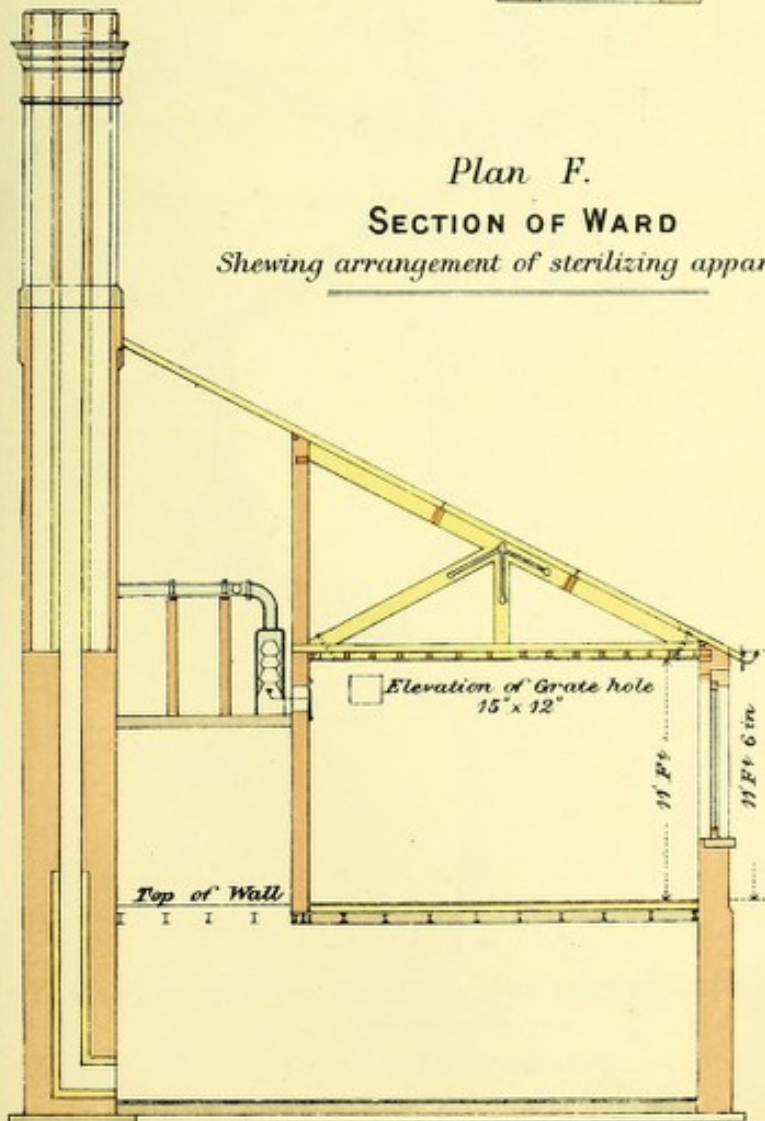 Plan F.
SECTION OF WARD
Shewing arrangement of sterilizing
Elevation of Grate hole
15" x 12"
11 Ft
11 Ft 6 in
Top of Wall